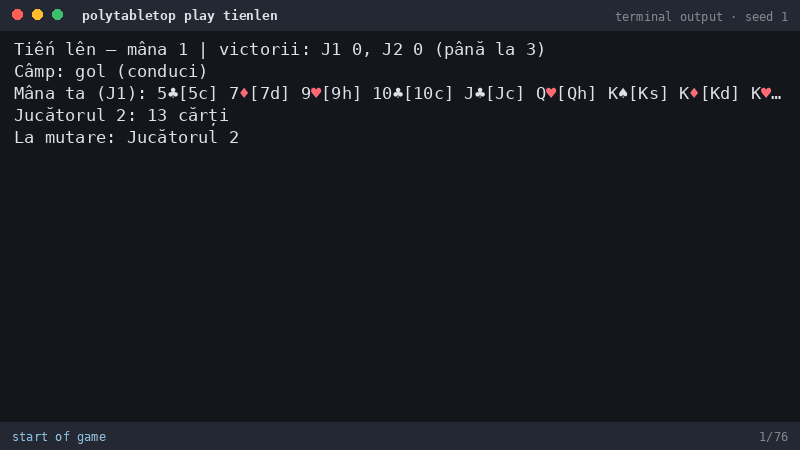 polytabletop play tienlen
terminal output · seed 1
Tiến lên — mâna 1 | victorii: J1 0, J2 0 (până la 3)
Câmp: gol (conduci)
Mâna ta (J1): 5♣[5c] 7♦[7d] 9♥[9h] 10♣[10c] J♣[Jc] Q♥[Qh] K♠[Ks] K♦[Kd] K♥…
Jucătorul 2: 13 cărți
La mutare: Jucătorul 2
start of game
1/76